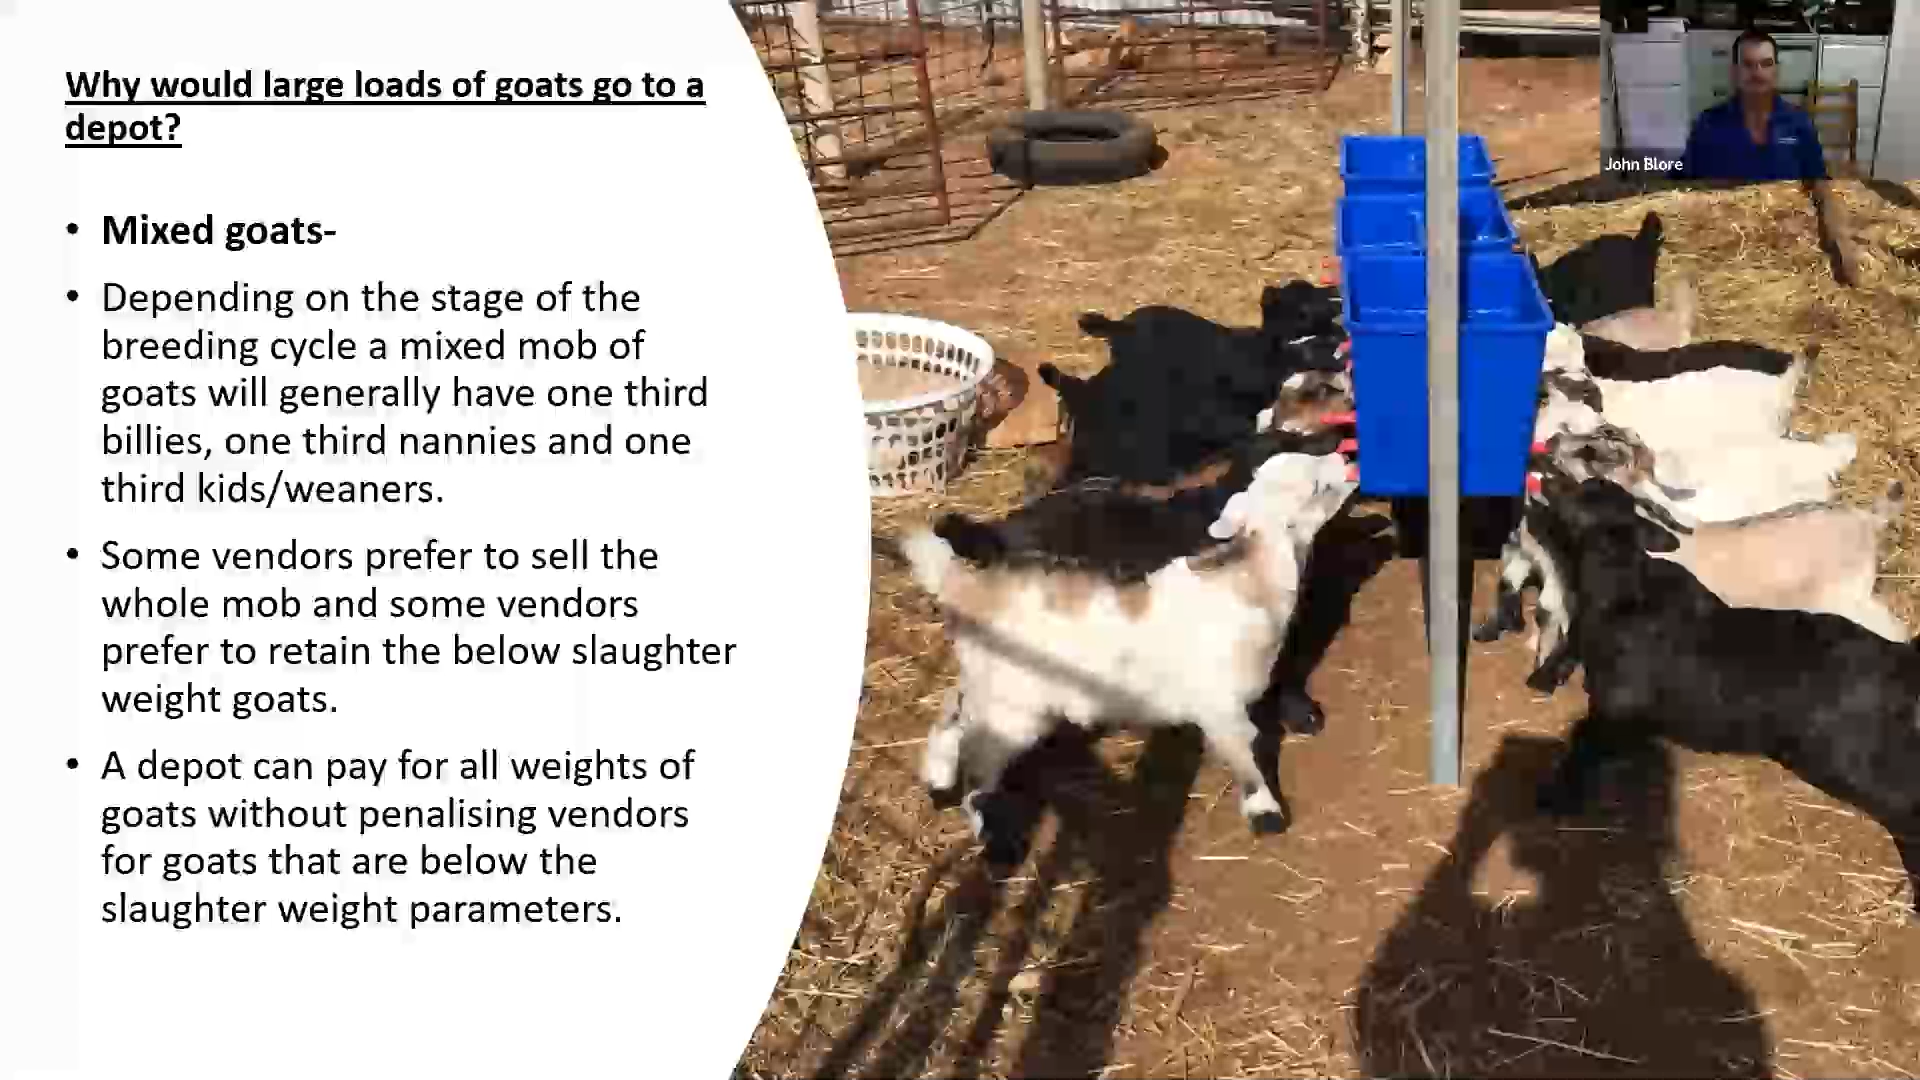 Why would large loads of goats go to a
depot?
• Mixed goats-
• Depending on the stage of the
breeding cycle a mixed mob of
goats will generally have one third
billies, one third nannies and one
third kids/weaners.
• Some vendors prefer to sell the
whole mob and some vendors
prefer to retain the below slaughter
weight goats.
• A depot can pay for all weights of
goats without penalising vendors
for goats that are below the
slaughter weight parameters.
John Blore